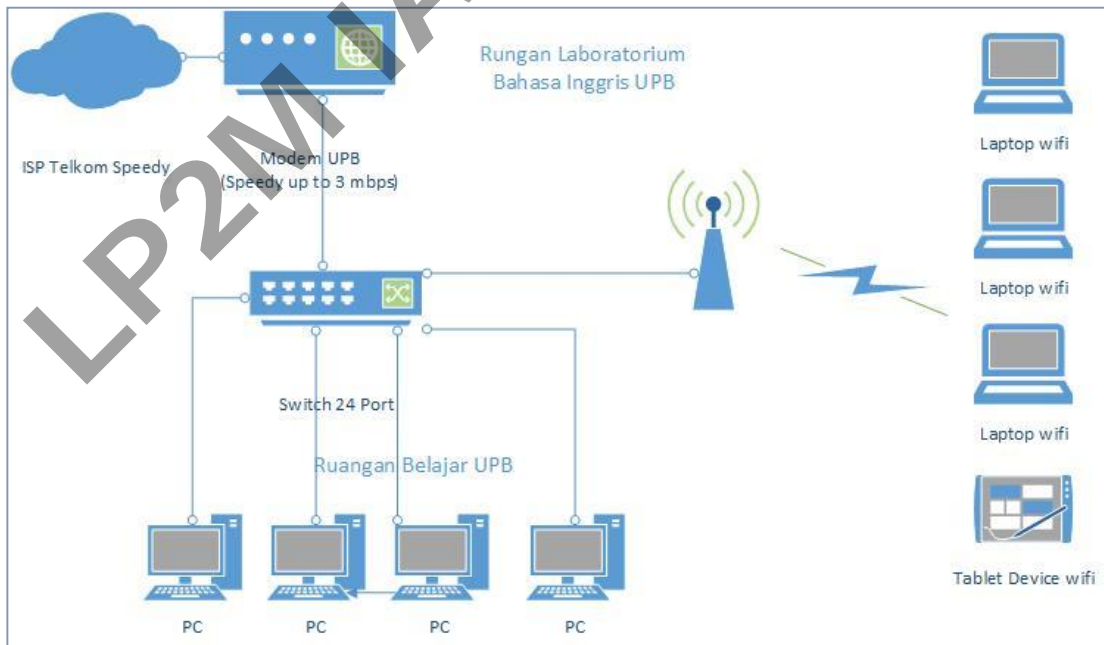 LP2M IA
Rungan Laboratorium
Bahasa Inggris UPB
ISP Telkom Speedy
Modem UPB
(Speedy up to 3 mbps)
Laptop wifi
Laptop wifi
Laptop wifi
Tablet Device wifi
Switch 24 Port
Ruangan Belajar UPB
PC
PC
PC
PC